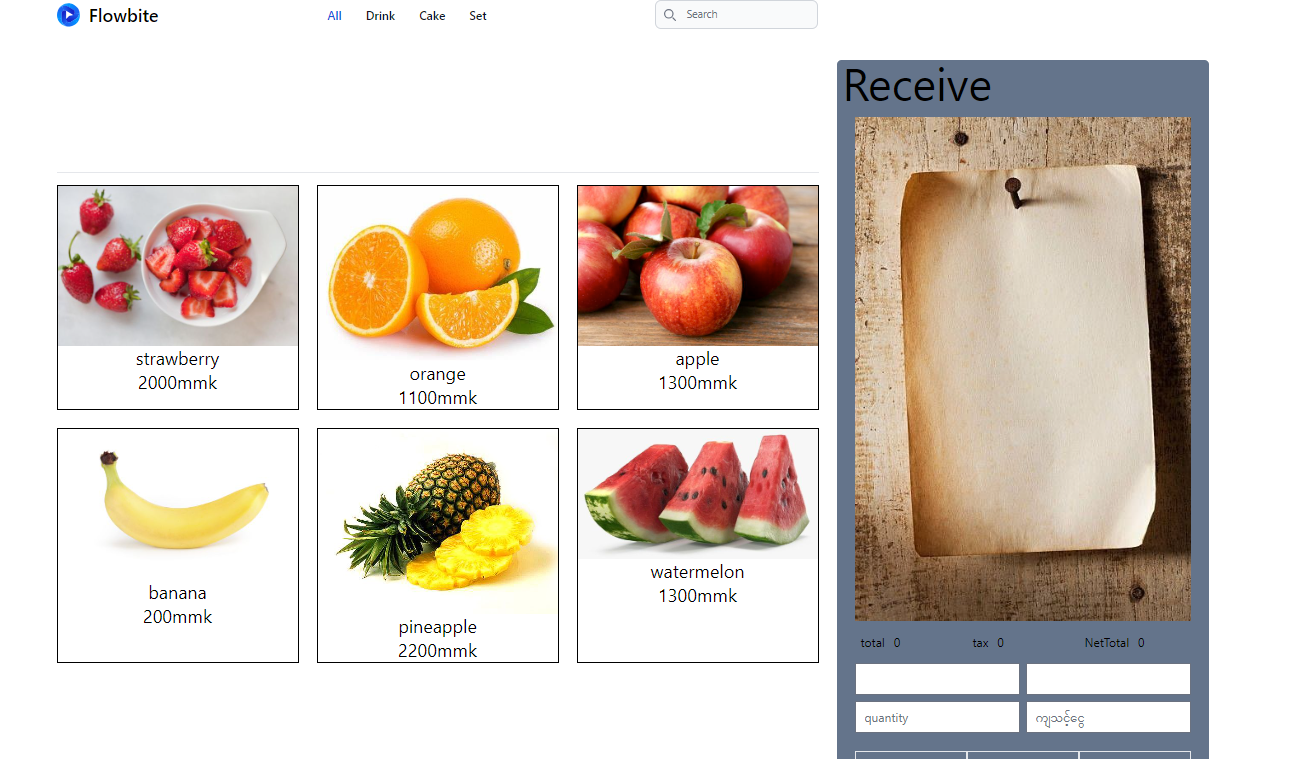 Flowbite
All Drink Cake Set
Search
Receive
strawberry
2000mmk
orange
1100mmk
apple
1300mmk
banana
200mmk
pineapple
2200mmk
watermelon
1300mmk
total 0 tax 0 NetTotal 0
quantity
ကျသင့်ငွေ